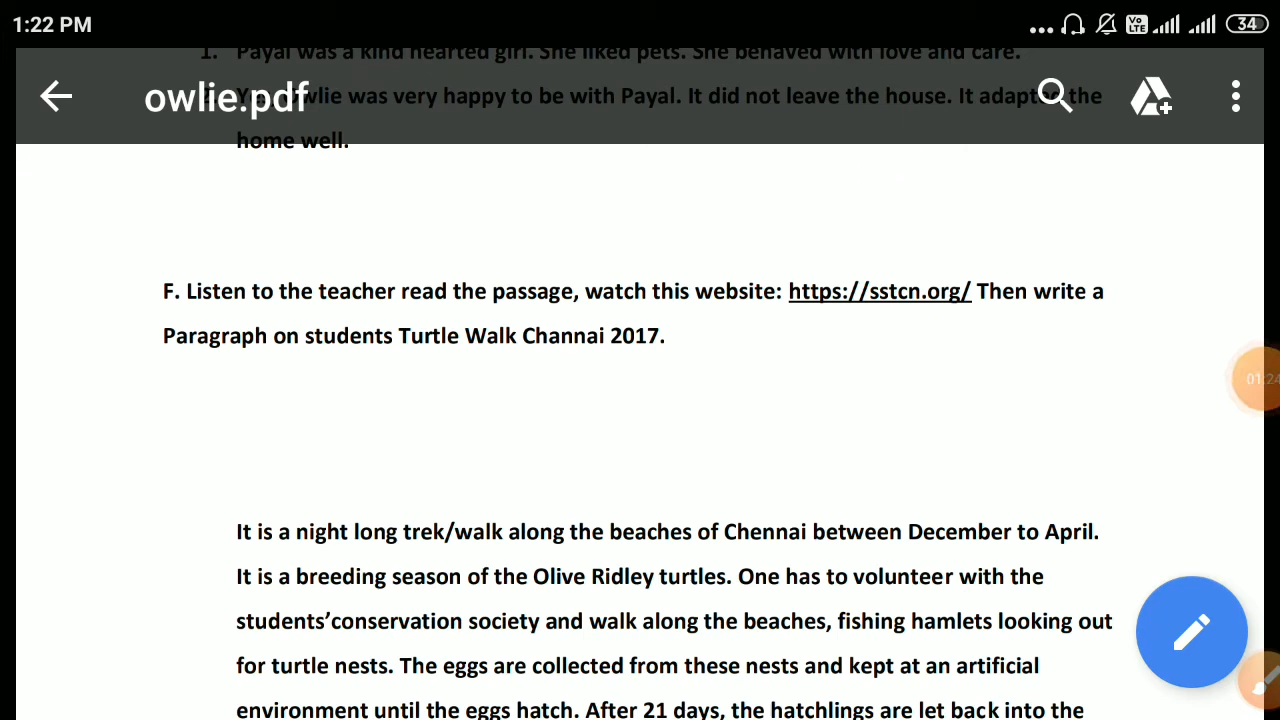 1:22 PM
Vo LTE
34
1. Payal was a kind hearted girl. She liked pets. She behaved with love and care.
owlie.pdf
Owlie was very happy to be with Payal. It did not leave the house. It the
home well.
F. Listen to the teacher read the passage, watch this website: https://sstcn.org/ Then write a
Paragraph on students Turtle Walk Channai 2017.
01:24
It is a night long trek/walk along the beaches of Chennai between December to April.
It is a breeding season of the Olive Ridley turtles. One has to volunteer with the
students’conservation society and walk along the beaches, fishing hamlets looking out
for turtle nests. The eggs are collected from these nests and kept at an artificial
environment until the eggs hatch. After 21 days, the hatchlings are let back into the